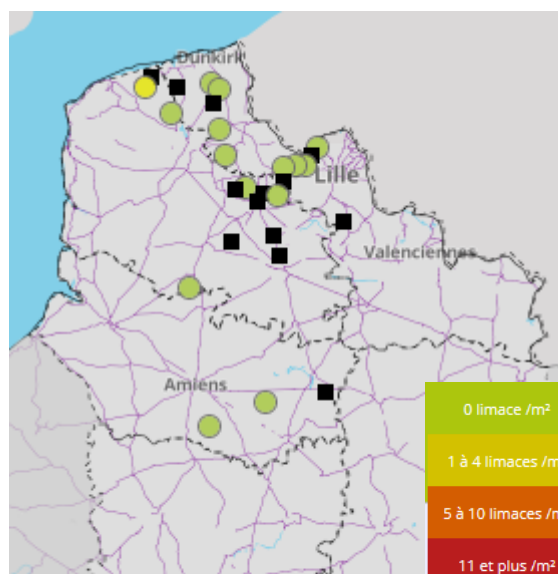 Dunkirk
Lille
Valenciennes
Amiens
0 limace /m²
1 à 4 limaces /m
5 à 10 limaces /m
11 et plus /m²